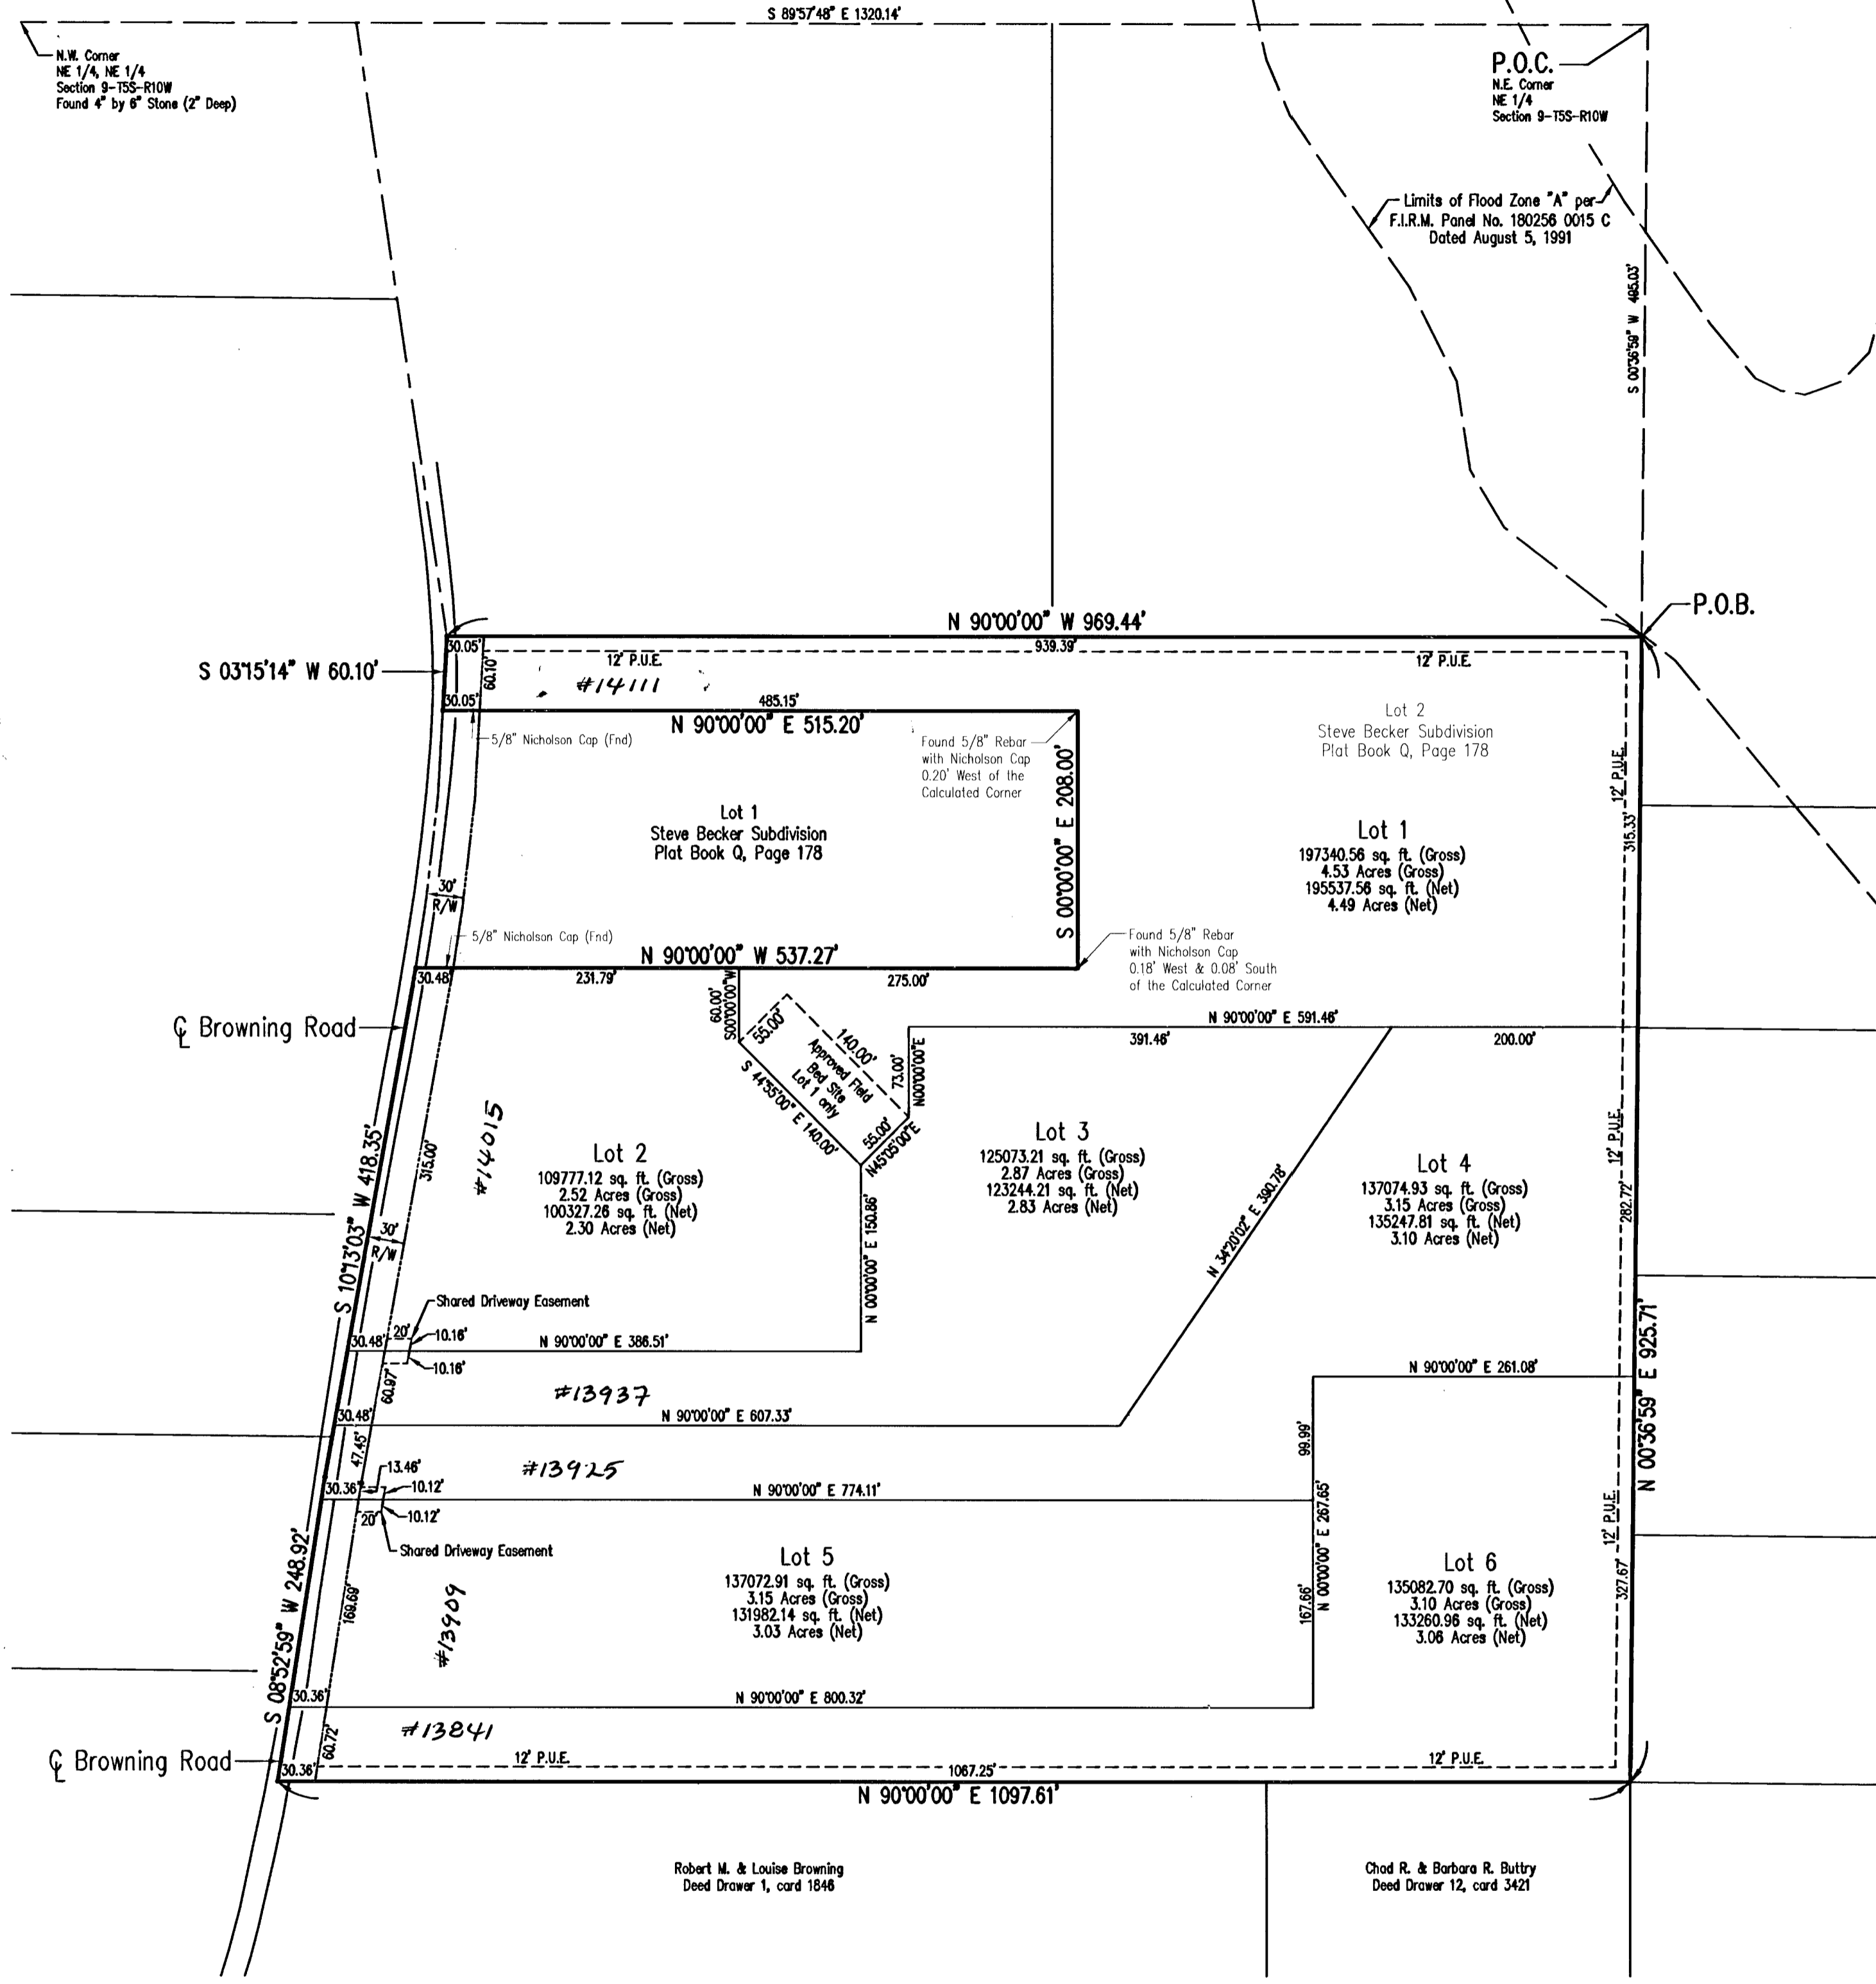 S 89°57'48" E 1320.14'
N.W. Corner
NE 1/4, NE 1/4
Section 9-T5S-R10W
Found 4" by 6" Stone (2" Deep)
P.O.C.
N.E. Corner
NE 1/4
Section 9-T5S-R10W
Limits of Flood Zone "A" per
F.I.R.M. Panel No. 180256 0015 C
Dated August 5, 1991
S 00°36'59" W 495.03'
P.O.B.
N 90°00'00" W 969.44'
30.05'
939.39'
S 03°15'14" W 60.10'
60.10'
12' P.U.E.
12' P.U.E.
#14111
30.05'
485.15'
N 90°00'00" E 515.20'
5/8" Nicholson Cap (Fnd)
Found 5/8" Rebar
with Nicholson Cap
0.20' West of the
Calculated Corner
S 00°00'00" E 208.00'
Lot 2
Steve Becker Subdivision
Plat Book Q, Page 178
12' P.U.E.
315.33'
Lot 1
Steve Becker Subdivision
Plat Book Q, Page 178
Lot 1
197340.56 sq. ft. (Gross)
4.53 Acres (Gross)
195537.56 sq. ft. (Net)
4.49 Acres (Net)
30'
R/W
5/8" Nicholson Cap (Fnd)
N 90°00'00" W 537.27'
30.48'
231.79'
275.00'
Found 5/8" Rebar
with Nicholson Cap
0.18' West & 0.08' South
of the Calculated Corner
℄ Browning Road
60.00'
S00°00'00"W
55.00'
140.00'
Approved Field
Bed Site
Lot 1 only
S 44°55'00" E 140.00'
55.00'
N45°05'00"E
73.00'
N00°00'00"E
N 90°00'00" E 591.46'
391.46'
200.00'
S 10°13'03" W 418.35'
315.00'
#14015
Lot 2
109777.12 sq. ft. (Gross)
2.52 Acres (Gross)
100327.26 sq. ft. (Net)
2.30 Acres (Net)
N 00°00'00" E 150.86'
Lot 3
125073.21 sq. ft. (Gross)
2.87 Acres (Gross)
123244.21 sq. ft. (Net)
2.83 Acres (Net)
N 34°20'02" E 390.78'
Lot 4
137074.93 sq. ft. (Gross)
3.15 Acres (Gross)
135247.81 sq. ft. (Net)
3.10 Acres (Net)
12' P.U.E.
282.72'
30'
R/W
Shared Driveway Easement
30.48'
20'
10.16'
10.16'
N 90°00'00" E 386.51'
60.97'
#13937
N 90°00'00" E 261.08'
N 00°36'59" E 925.71'
30.48'
N 90°00'00" E 607.33'
47.45'
13.46'
#13925
99.99'
30.36'
10.12'
N 90°00'00" E 774.11'
20'
10.12'
Shared Driveway Easement
N 00°00'00" E 267.65'
12' P.U.E.
S 08°52'59" W 248.92'
169.69'
#13909
Lot 5
137072.91 sq. ft. (Gross)
3.15 Acres (Gross)
131982.14 sq. ft. (Net)
3.03 Acres (Net)
167.66'
Lot 6
135082.70 sq. ft. (Gross)
3.10 Acres (Gross)
133260.96 sq. ft. (Net)
3.06 Acres (Net)
327.67'
30.36'
N 90°00'00" E 800.32'
60.72'
#13841
℄ Browning Road
12' P.U.E.
12' P.U.E.
30.36'
1067.25'
N 90°00'00" E 1097.61'
Robert M. & Louise Browning
Deed Drawer 1, card 1846
Chad R. & Barbara R. Buttry
Deed Drawer 12, card 3421